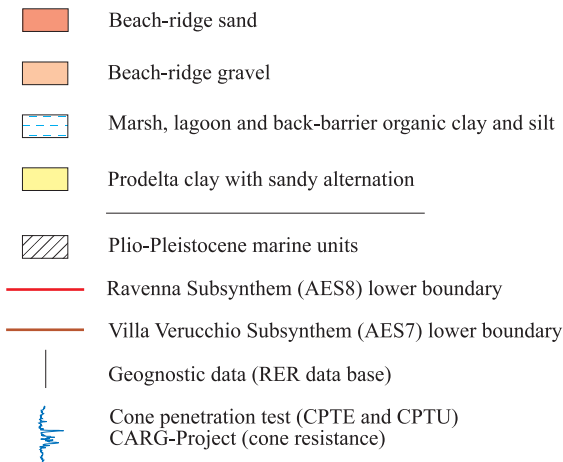 Beach-ridge sand
Beach-ridge gravel
Marsh, lagoon and back-barrier organic clay and silt
Prodelta clay with sandy alternation
Plio-Pleistocene marine units
Ravenna Subsynthem (AES8) lower boundary
Villa Verucchio Subsynthem (AES7) lower boundary
Geognostic data (RER data base)
Cone penetration test (CPTE and CPTU)
CARG-Project (cone resistance)